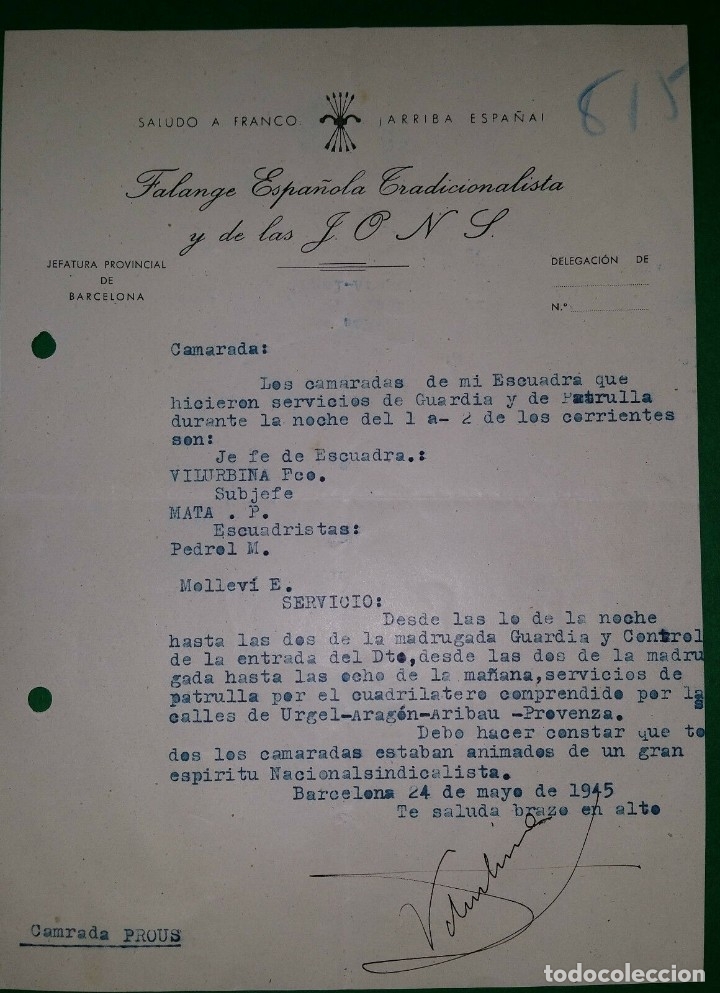 815
SALUDO A FRANCO ¡ARRIBA ESPAÑA!
Falange Española Tradicionalista
y de las J. O N S.
JEFATURA PROVINCIAL
DE
BARCELONA
DELEGACIÓN DE
N.º
Camarada:
Los camaradas de mi Escuadra que
hicieron servicios de Guardia y de Patrulla
durante la noche del 1 a- 2 de los corrientes
son:
Je fe de Escuadra.:
VILURBINA Fco.
Subjefe
MATA . P.
Escuadristas:
Pedrol M.
Mollevi E.
SERVICIO:
Desde las lo de la noche
hasta las dos de la madrugada Guardia y Control
de la entrada del Dto,desde las dos de la madru
gada hasta las ocho de la mañana,servicios de
patrulla por el cuadrilatero comprendido por las
calles de Urgel-Aragón-Aribau -Provenza.
Debo hacer constar que to
dos los camaradas estaban animados de un gran
espiritu Nacionalsindicalista.
Barcelona 24 de mayo de 1945
Te saluda brazo en alto
Camrada PROUS
todocoleccion